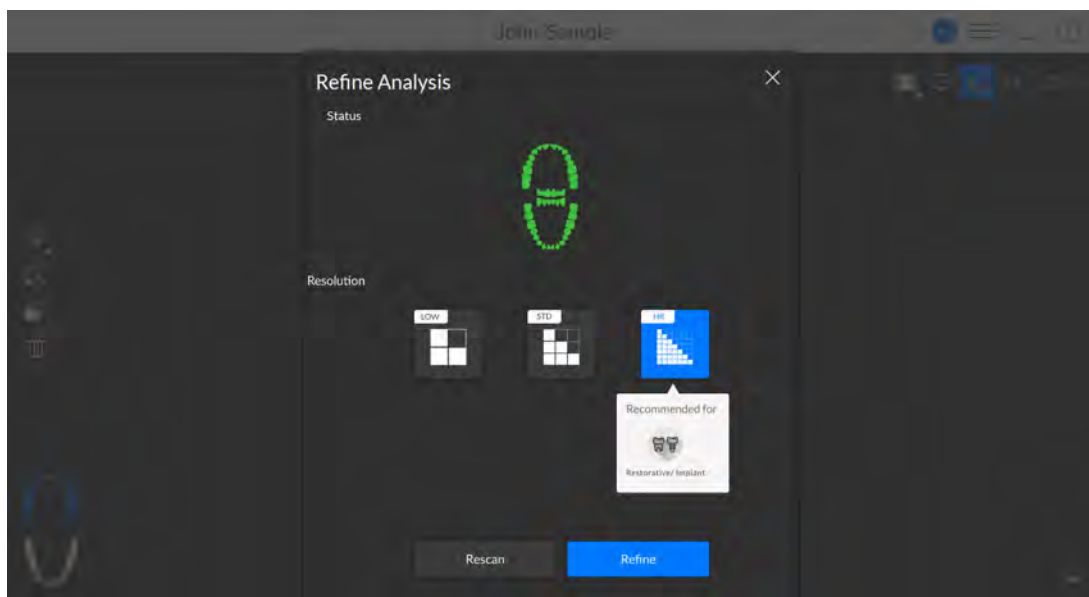 John Sample
Refine Analysis
Status
Resolution
LOW
STD
HR
Recommended for
Restorative/ Implant
Rescan
Refine